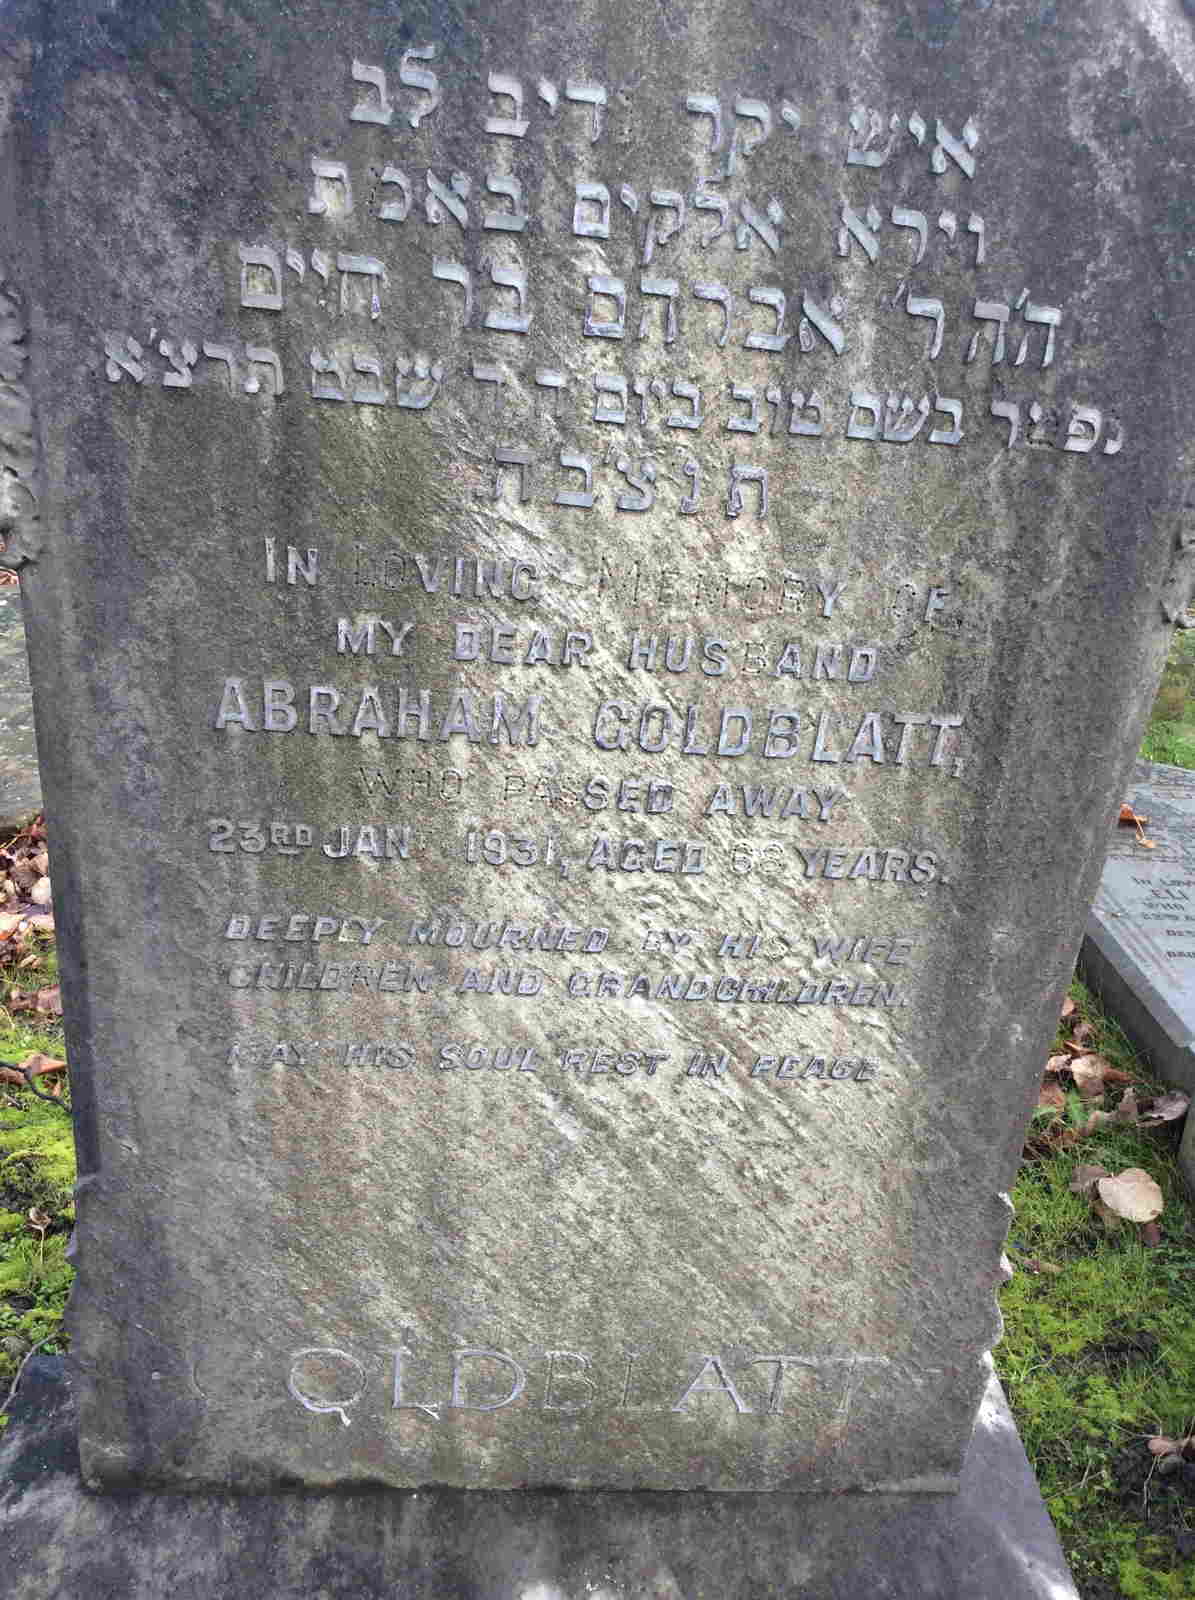 איש יקר דיב לב
וירא אלקים באמת
ה"ה ר' אברהם בר חיים
נפטר בשם טוב ביום ה ד' שבט תרצ"א
ת נ צ ב ה
IN LOVING MEMORY OF
MY DEAR HUSBAND
ABRAHAM GOLDBLATT,
WHO PASSED AWAY
23RD JAN 1931, AGED YEARS.
DEEPLY MOURNED BY HIS WIFE
CHILDREN AND GRANDCHILDREN.
MAY HIS SOUL REST IN PEACE
GOLDBLATT
IN LOV